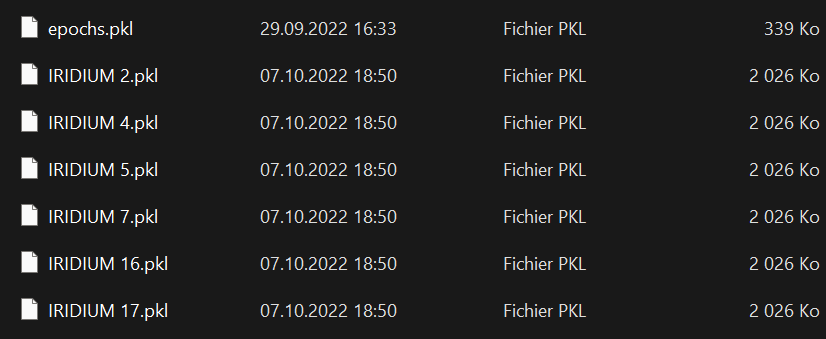 epochs.pkl 29.09.2022 16:33 Fichier PKL 339 Ko
IRIDIUM 2.pkl 07.10.2022 18:50 Fichier PKL 2 026 Ko
IRIDIUM 4.pkl 07.10.2022 18:50 Fichier PKL 2 026 Ko
IRIDIUM 5.pkl 07.10.2022 18:50 Fichier PKL 2 026 Ko
IRIDIUM 7.pkl 07.10.2022 18:50 Fichier PKL 2 026 Ko
IRIDIUM 16.pkl 07.10.2022 18:50 Fichier PKL 2 026 Ko
IRIDIUM 17.pkl 07.10.2022 18:50 Fichier PKL 2 026 Ko